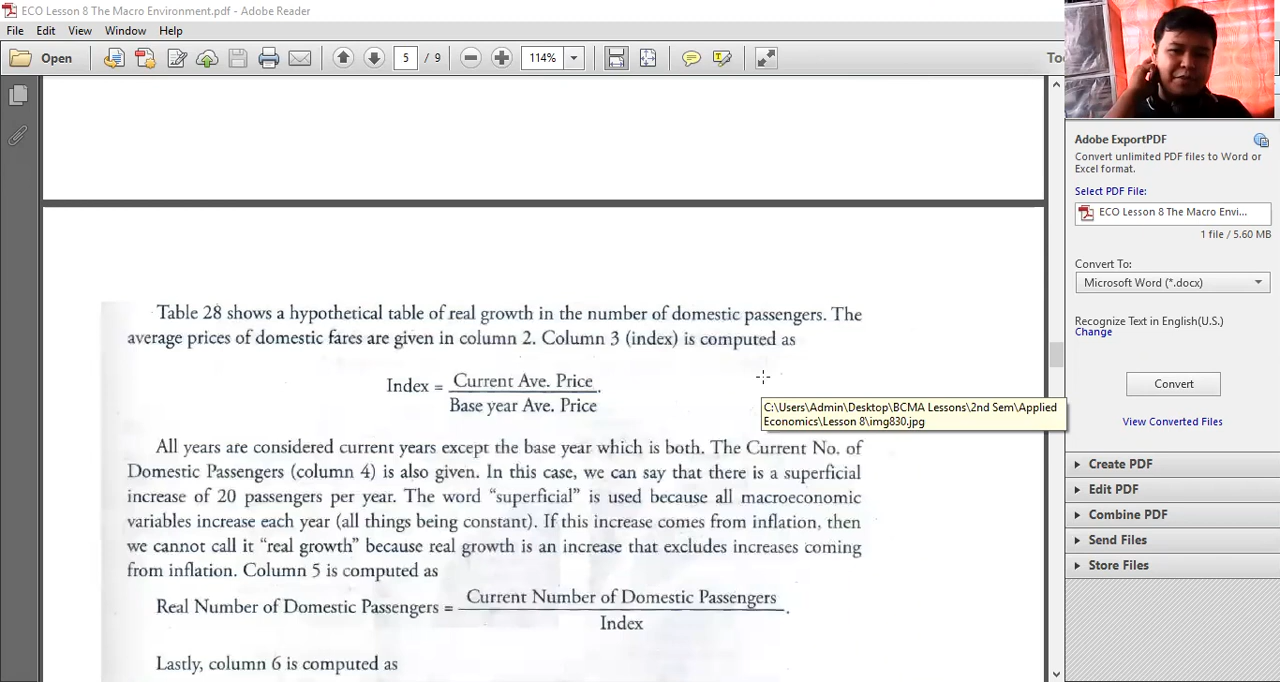 ECO Lesson 8 The Macro Environment.pdf - Adobe Reader
File Edit View Window Help
Open 5 / 9 114%
Adobe ExportPDF
Convert unlimited PDF files to Word or
Excel format.
Select PDF File:
ECO Lesson 8 The Macro Envi...
1 file / 5.60 MB
Convert To:
Microsoft Word (*.docx)
Recognize Text in English(U.S.)
Change
Convert
View Converted Files
Create PDF
Edit PDF
Combine PDF
Send Files
Store Files
Table 28 shows a hypothetical table of real growth in the number of domestic passengers. The
average prices of domestic fares are given in column 2. Column 3 (index) is computed as
Index = Current Ave. Price
Base year Ave. Price.
C:\Users\Admin\Desktop\BCMA Lessons\2nd Sem\Applied
Economics\Lesson 8\img830.jpg
All years are considered current years except the base year which is both. The Current No. of
Domestic Passengers (column 4) is also given. In this case, we can say that there is a superficial
increase of 20 passengers per year. The word “superficial” is used because all macroeconomic
variables increase each year (all things being constant). If this increase comes from inflation, then
we cannot call it “real growth” because real growth is an increase that excludes increases coming
from inflation. Column 5 is computed as
Real Number of Domestic Passengers = Current Number of Domestic Passengers
Index.
Lastly, column 6 is computed as